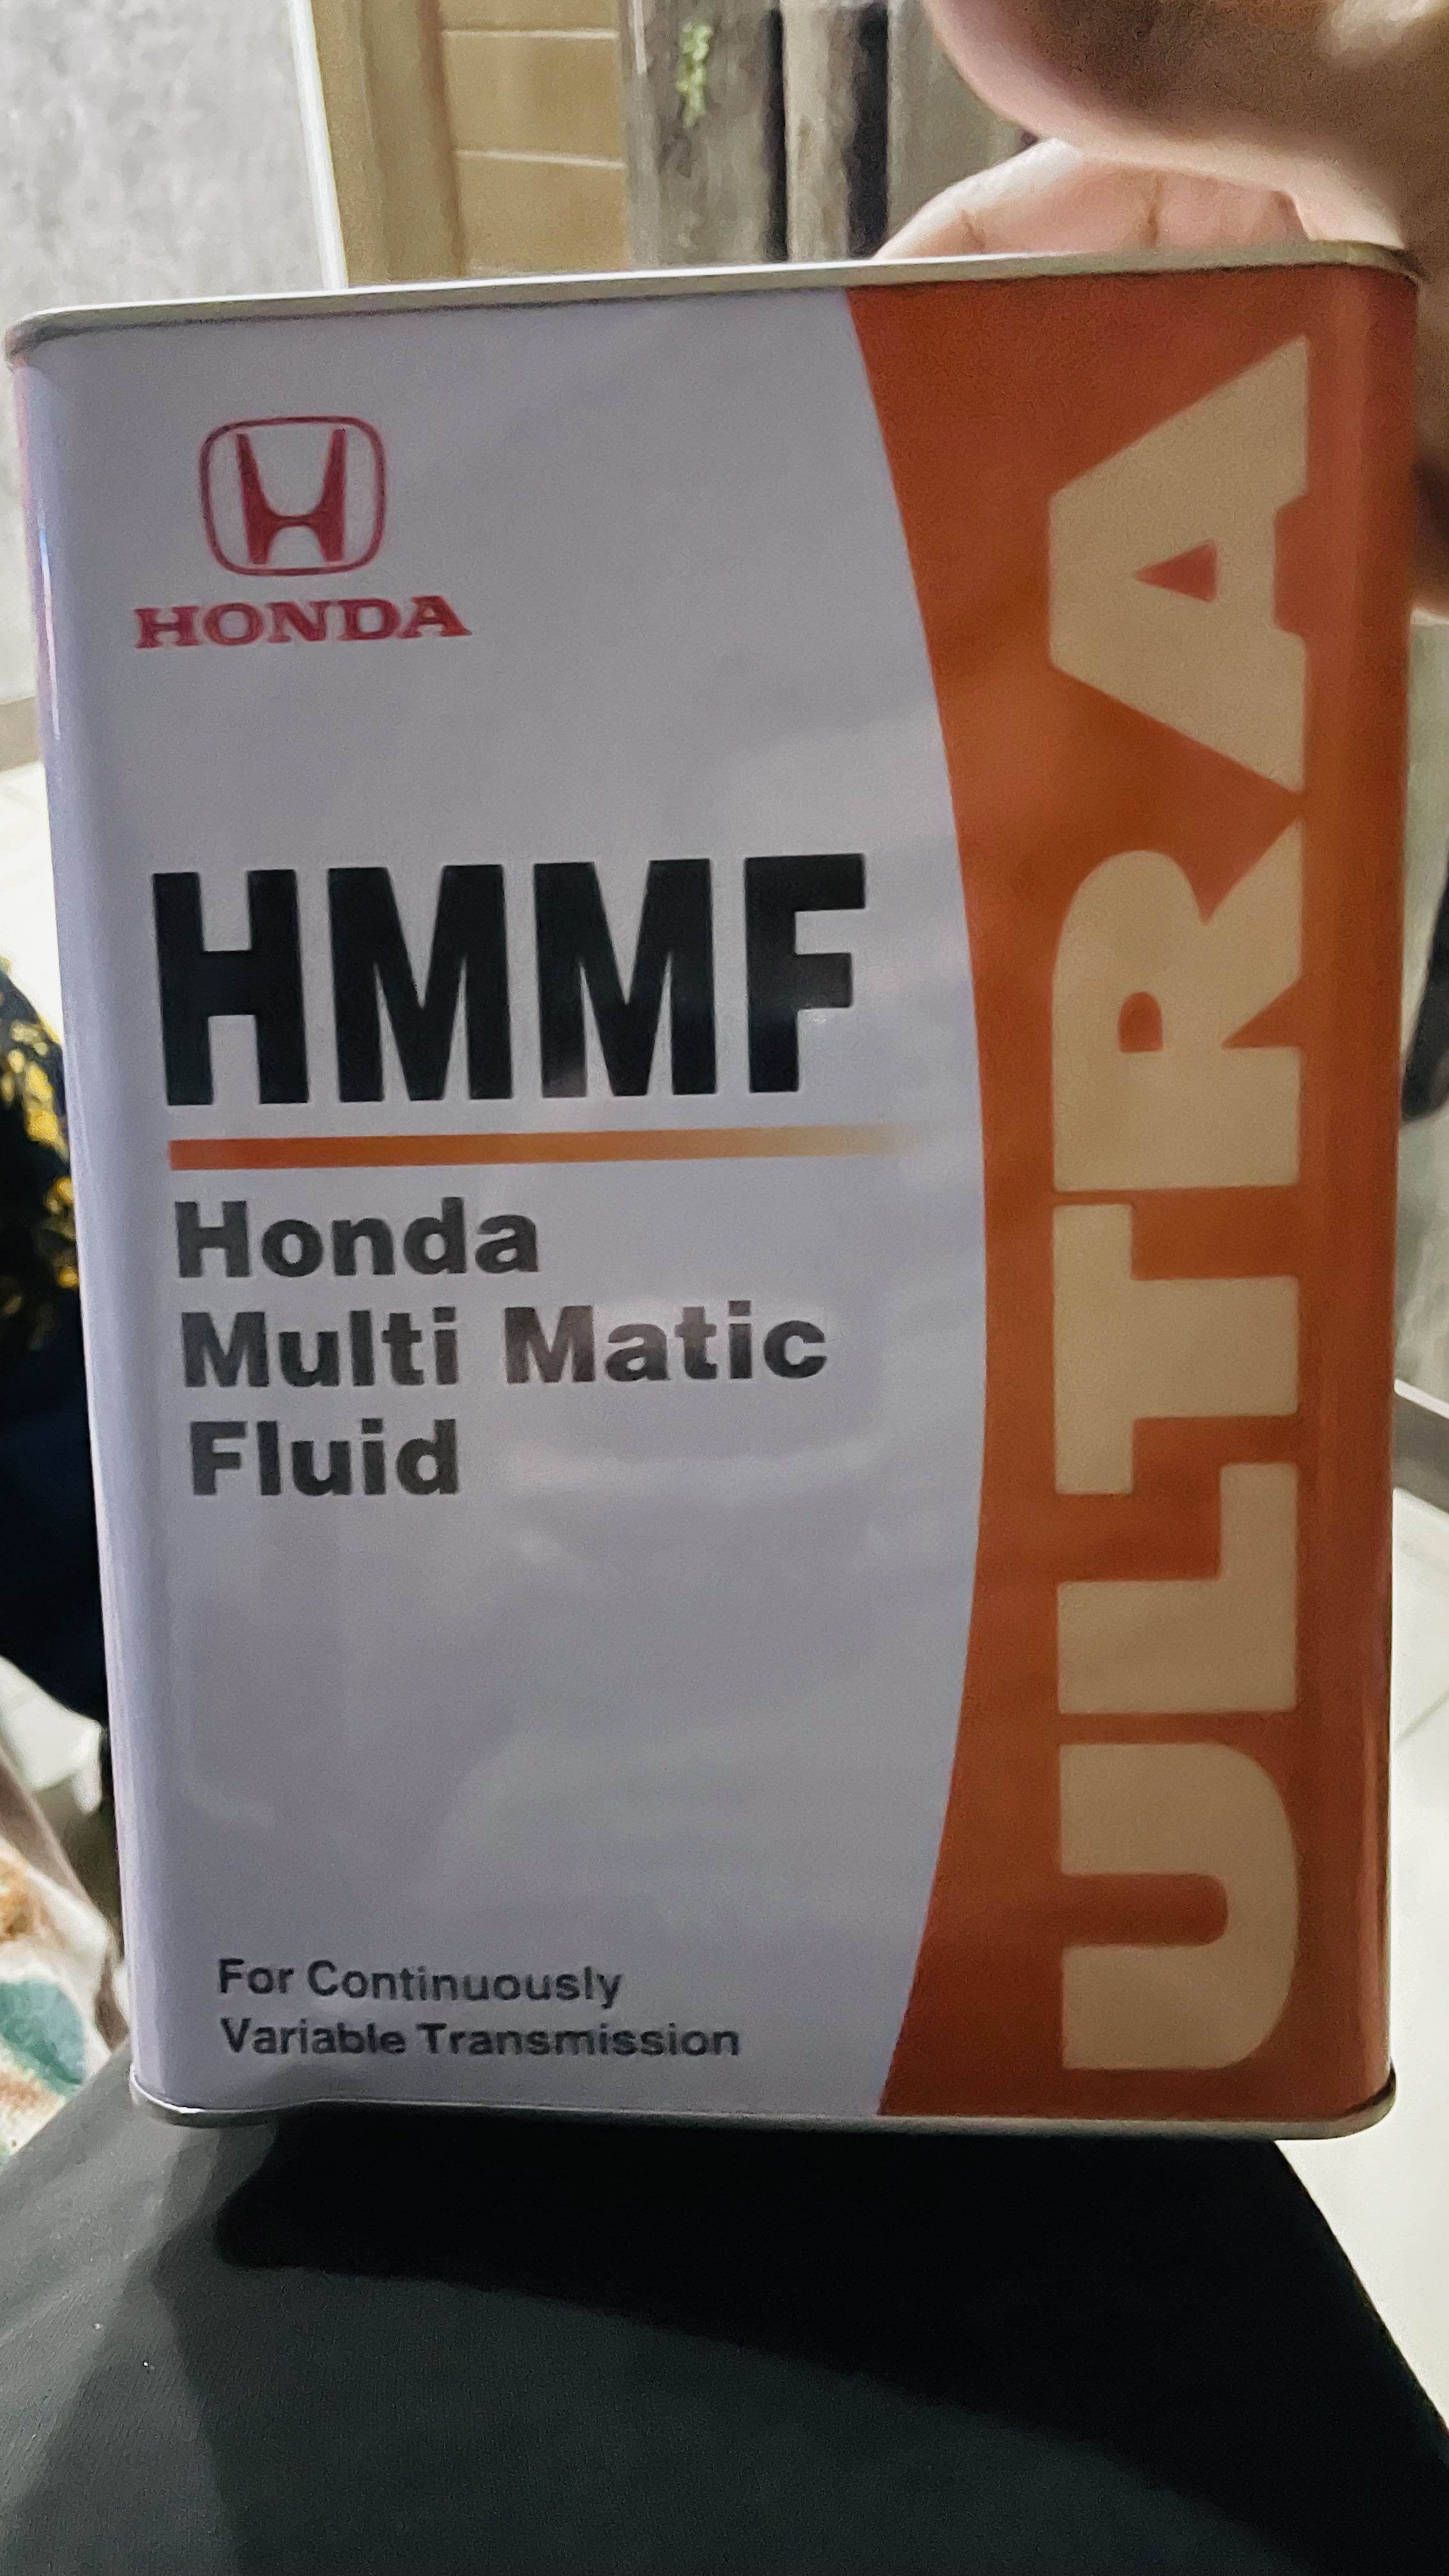 HONDA
HMMF
Honda
Multi Matic
Fluid
For Continuously
Variable Transmission
ULTRA